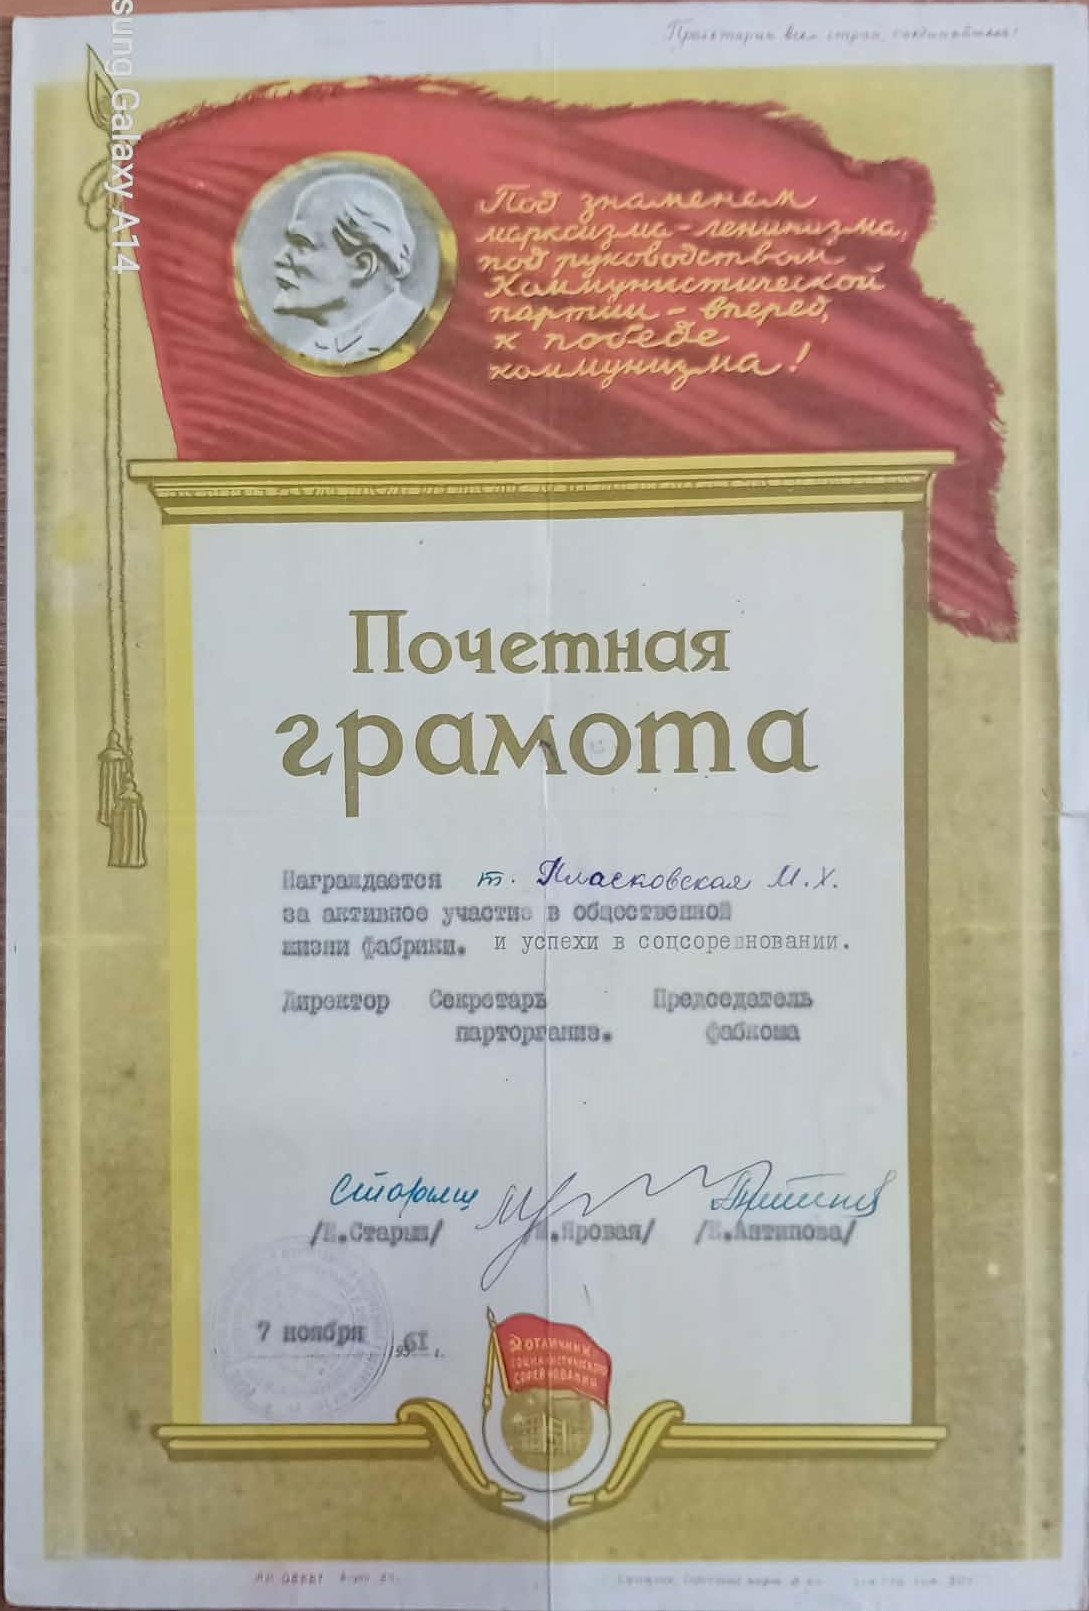 Samsung Galaxy A14
Пролетарии всех стран, соединяйтесь!
Под знаменем
марксизма-ленинизма,
под руководством
Коммунистической
партии - вперед,
к победе
коммунизма!
Почетная
грамота
Награждается т. Пласковская М.Х.
за активное участие в общественной
жизни фабрики. и успехи в соцсоревновании.
Директор Секретарь Председатель
парторганиз. фабкома
/Е.Старыш/ Яровая/ Антипова/
7 ноября 1961 г.
ОТЛИЧНИК
СОЦИАЛИСТИЧЕСКОГО
СОРЕВНОВАНИЯ